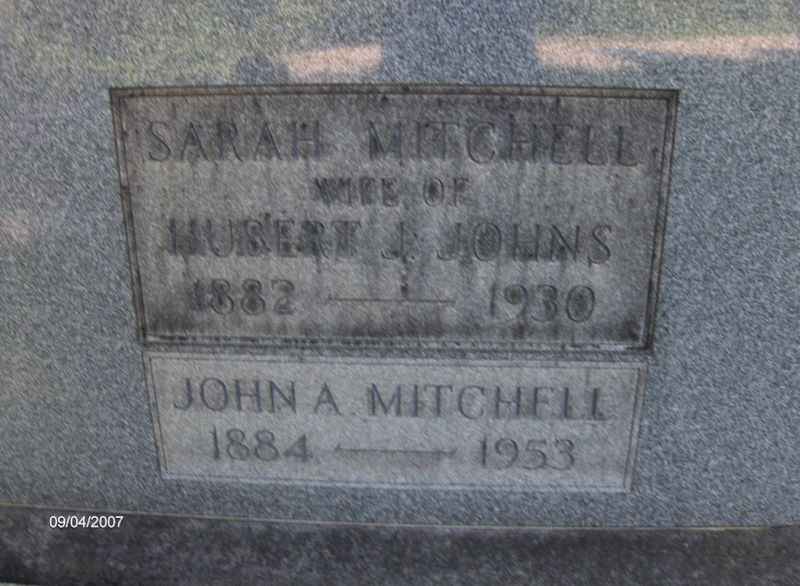 SARAH MITCHELL
WIFE OF
HUBERT J. JOHNS
1882 — 1930
JOHN A. MITCHELL
1884 — 1953
09/04/2007